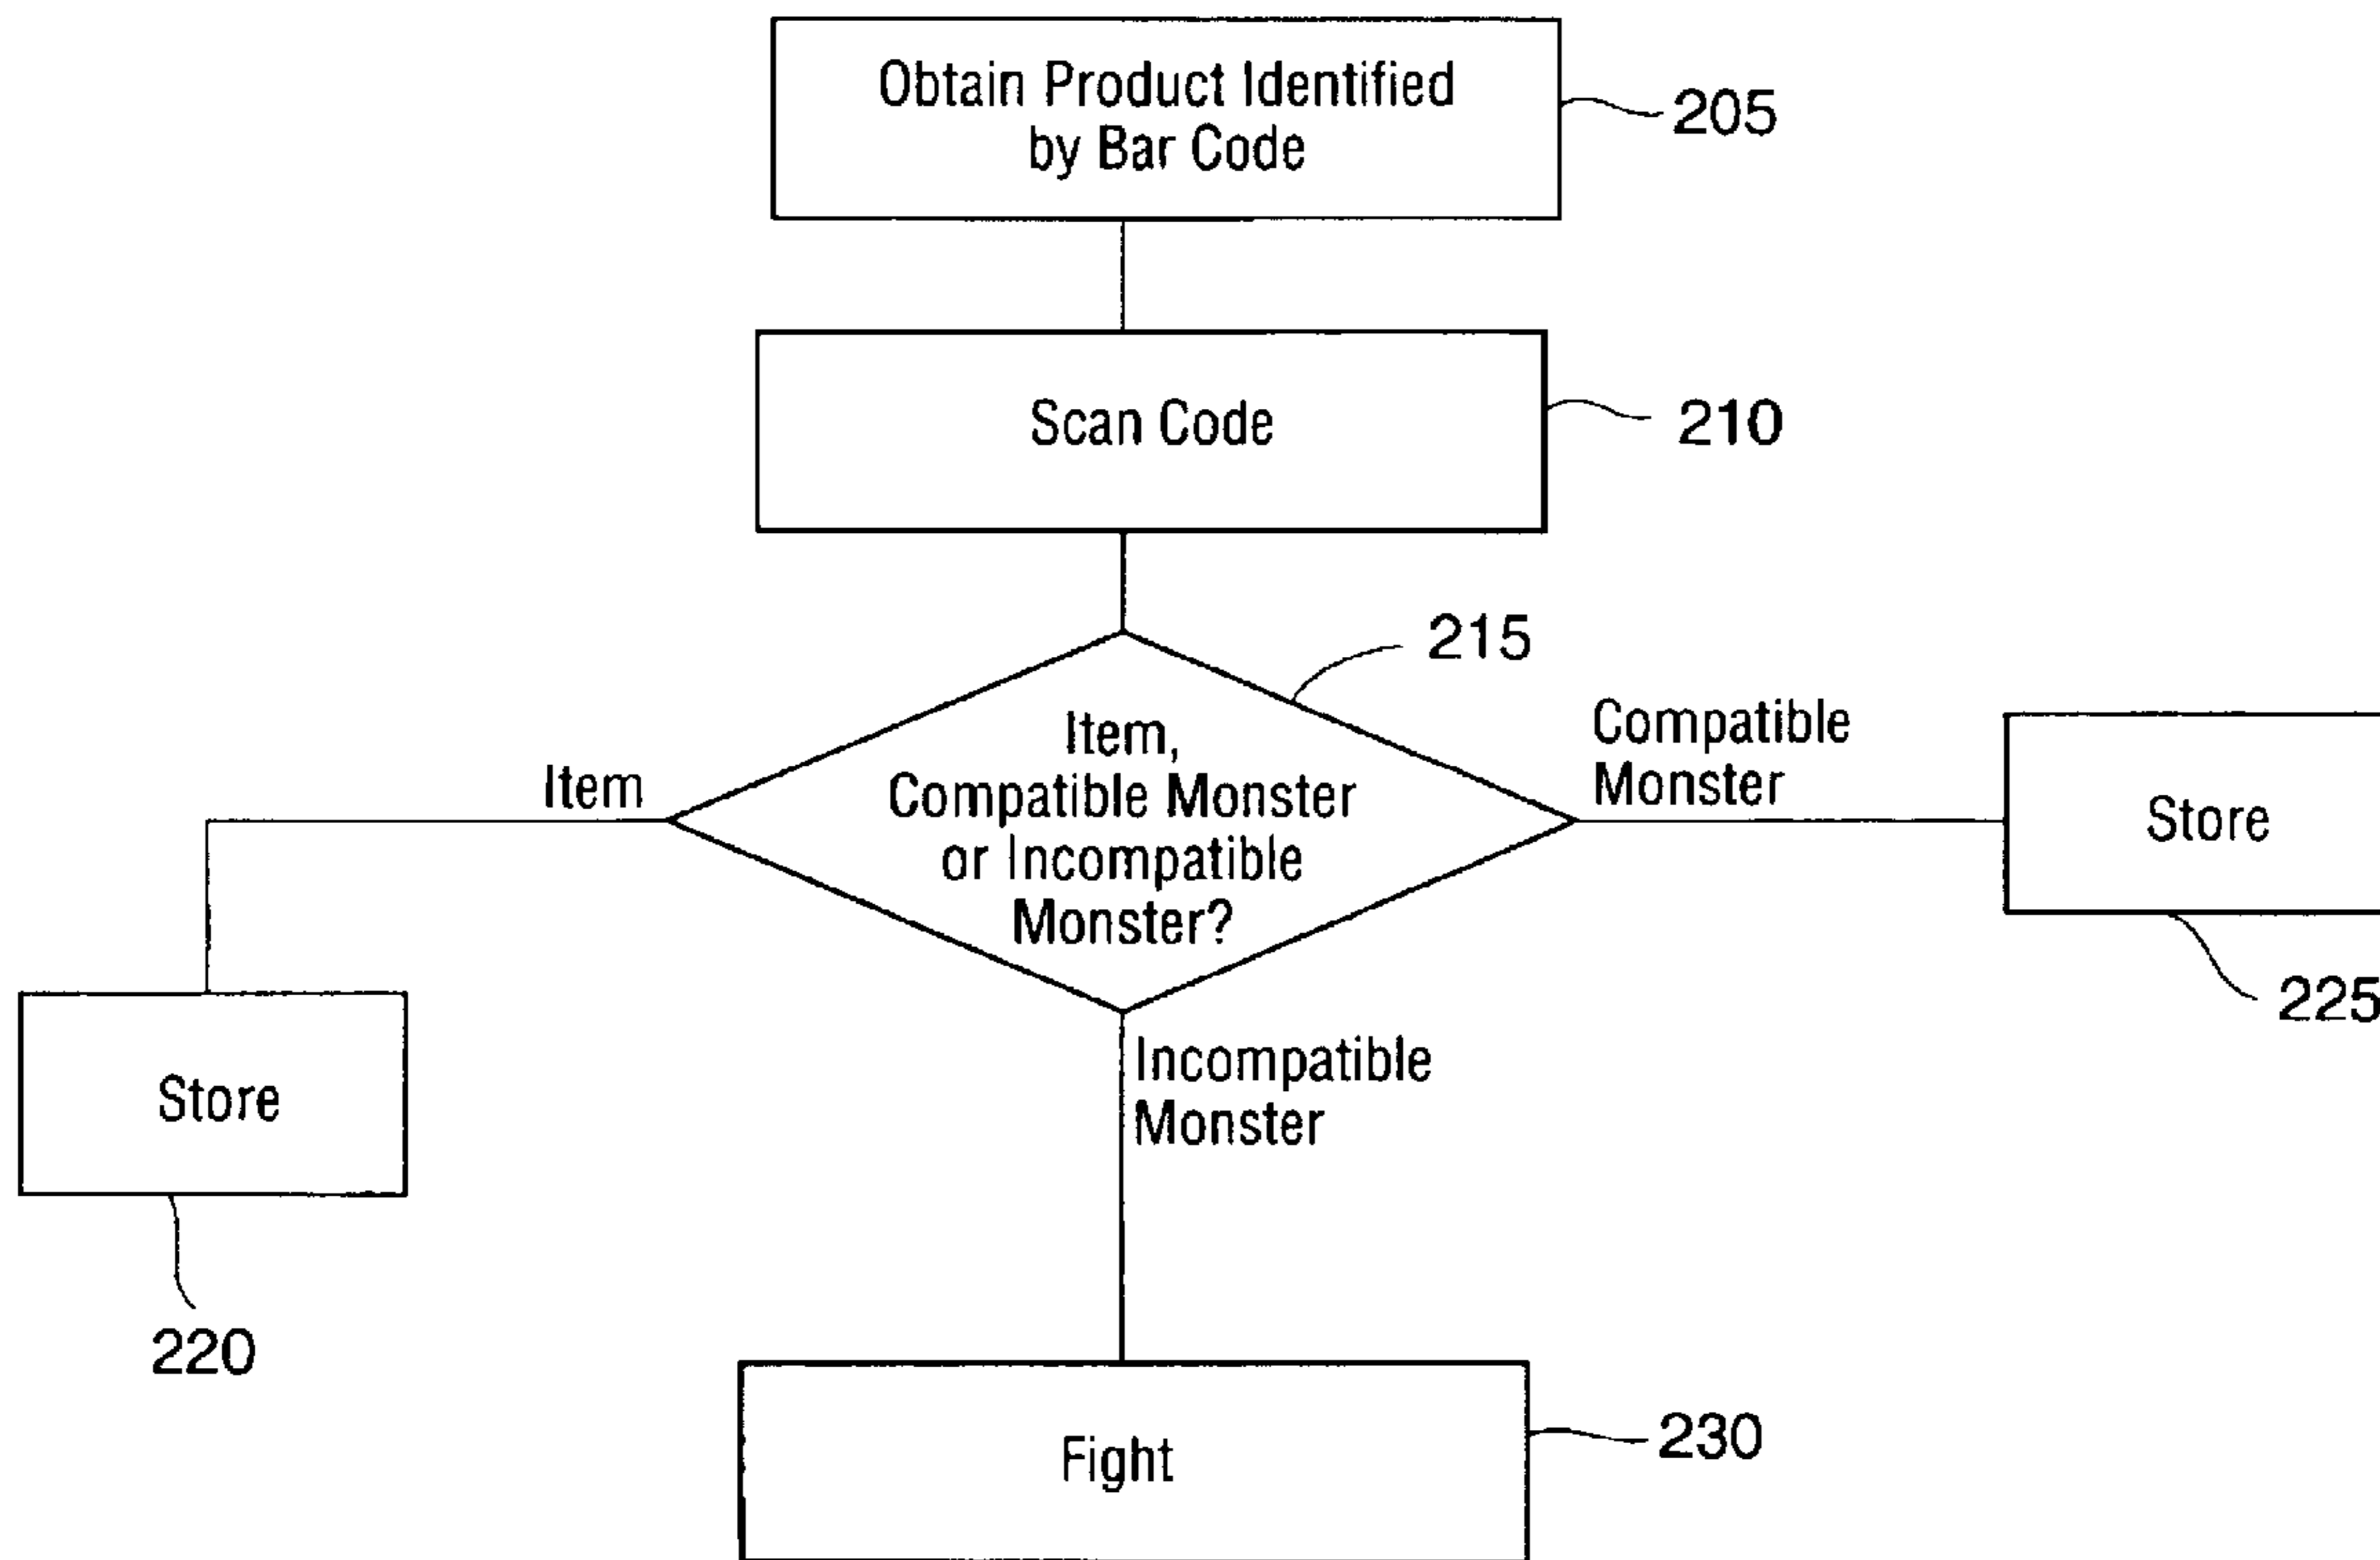 Obtain Product Identified
by Bar Code
205
Scan Code
210
215
Item,
Compatible Monster
or Incompatible
Monster?
Item
Compatible
Monster
Store
225
Incompatible
Monster
Store
220
Fight
230